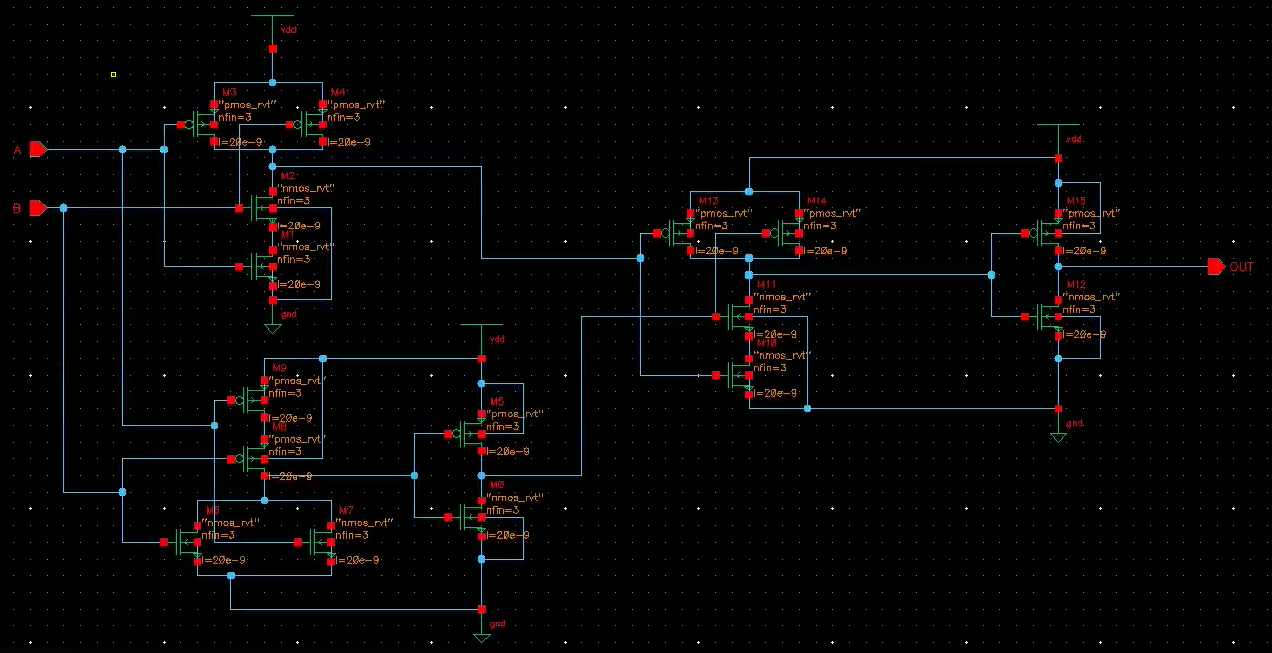 vdd
M3
M4
"pmos_rvt"
"pmos_rvt"
nfin=3
nfin=3
l=20e-9
l=20e-9
A
M2
"nmos_rvt"
nfin=3
l=20e-9
B
M1
"nmos_rvt"
nfin=3
l=20e-9
gnd
vdd
M9
"pmos_rvt"
nfin=3
l=20e-9
M8
"pmos_rvt"
nfin=3
l=20e-9
M5
"pmos_rvt"
nfin=3
l=20e-9
M0
"nmos_rvt"
nfin=3
l=20e-9
M7
"nmos_rvt"
"nmos_rvt"
nfin=3
nfin=3
l=20e-9
l=20e-9
gnd
M13
M14
"pmos_rvt"
"pmos_rvt"
nfin=3
nfin=3
l=20e-9
l=20e-9
M11
"nmos_rvt"
nfin=3
l=20e-9
M10
"nmos_rvt"
nfin=3
l=20e-9
vdd
M15
"pmos_rvt"
nfin=3
l=20e-9
OUT
M12
"nmos_rvt"
nfin=3
l=20e-9
gnd